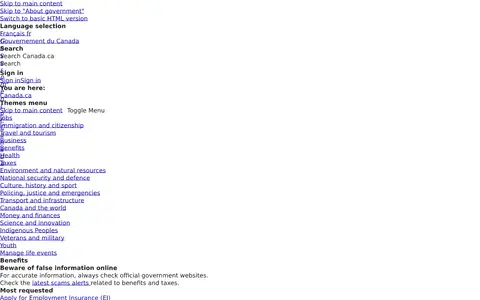 Skip to main content
Skip to "About government"
Switch to basic HTML version
Language selection
Français fr
Gouvernement du Canada
Search
Search Canada.ca
Search
Sign in
Sign inSign in
You are here:
Canada.ca
Themes menu
Skip to main content Toggle Menu
Jobs
Immigration and citizenship
Travel and tourism
Business
Benefits
Health
Taxes
Environment and natural resources
National security and defence
Culture, history and sport
Policing, justice and emergencies
Transport and infrastructure
Canada and the world
Money and finances
Science and innovation
Indigenous Peoples
Veterans and military
Youth
Manage life events
Benefits
Beware of false information online
For accurate information, always check official government websites.
Check the latest scams alerts related to benefits and taxes.
Most requested
Apply for Employment Insurance (EI)